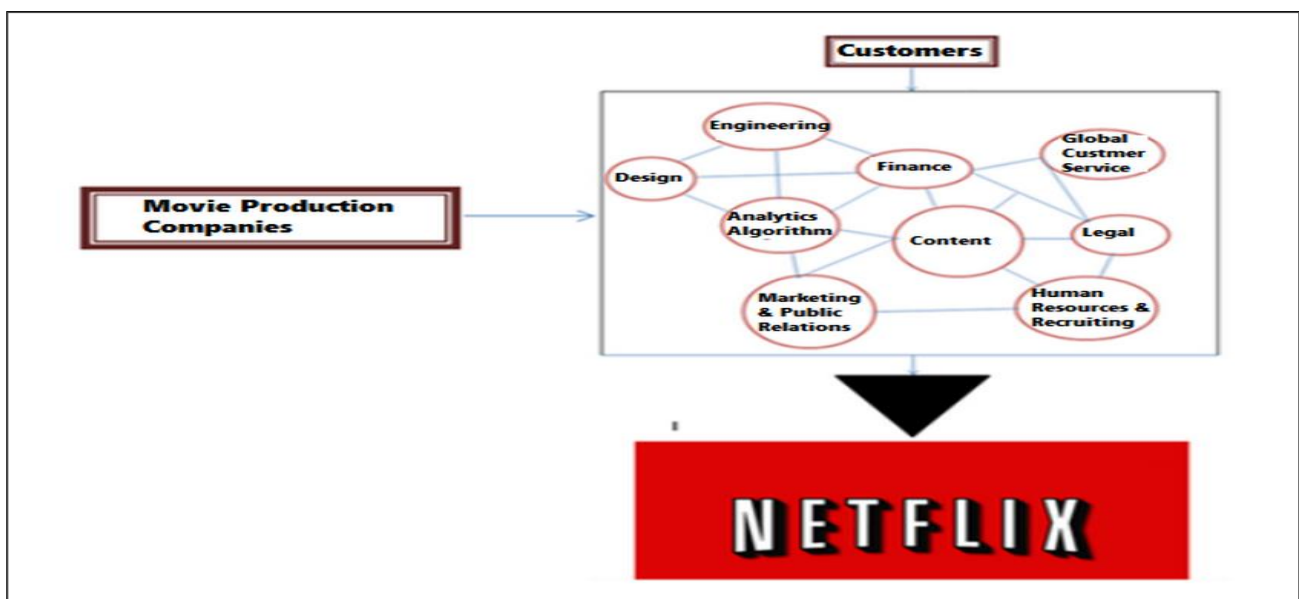 Customers
Engineering
Global
Custmer
Service
Finance
Design
Movie Production
Companies
Analytics
Algorithm
Content
Legal
Marketing
& Public
Relations
Human
Resources &
Recruiting
NETFLIX